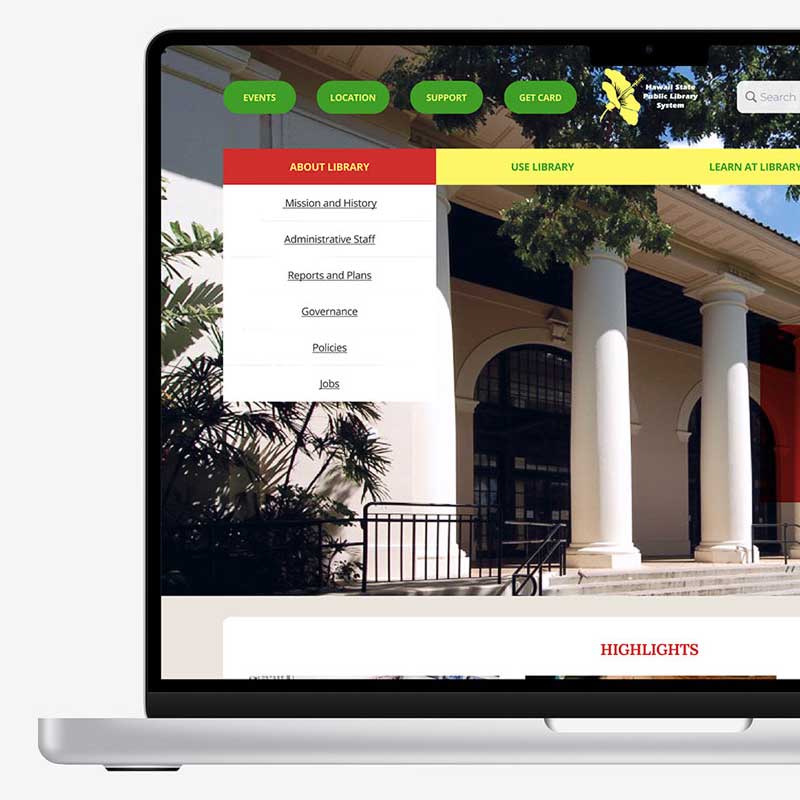 EVENTS
LOCATION
SUPPORT
GET CARD
Hawaii State
Public Library
System
Search
ABOUT LIBRARY
USE LIBRARY
LEARN AT LIBRARY
Mission and History
Administrative Staff
Reports and Plans
Governance
Policies
Jobs
HIGHLIGHTS